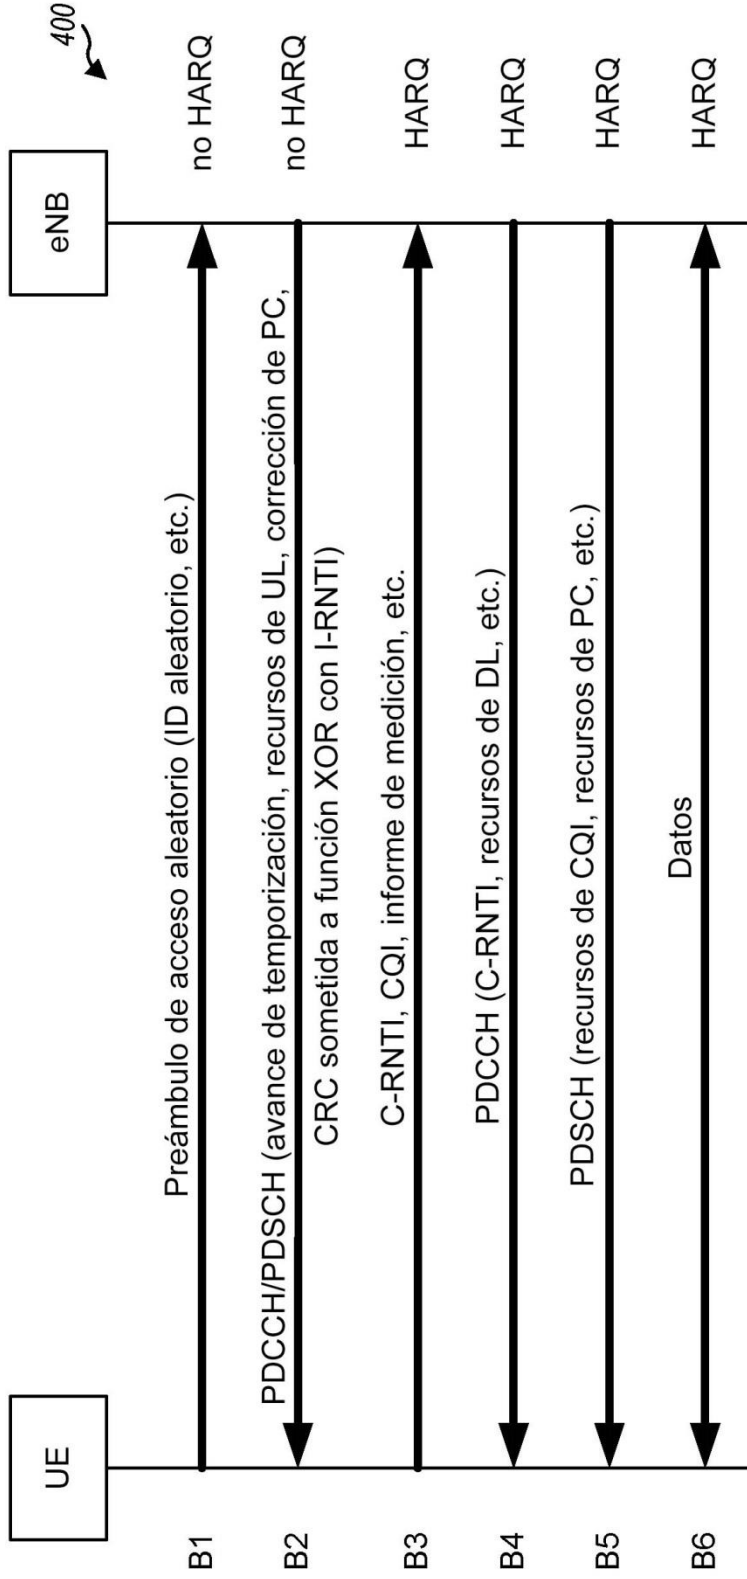 400
UE
eNB
B1
Preámbulo de acceso aleatorio (ID aleatorio, etc.)
no HARQ
B2
PDCCH/PDSCH (avance de temporización, recursos de UL, corrección de PC,
CRC sometida a función XOR con I-RNTI)
no HARQ
B3
C-RNTI, CQI, informe de medición, etc.
HARQ
B4
PDCCH (C-RNTI, recursos de DL, etc.)
HARQ
B5
PDSCH (recursos de CQI, recursos de PC, etc.)
HARQ
B6
Datos
HARQ